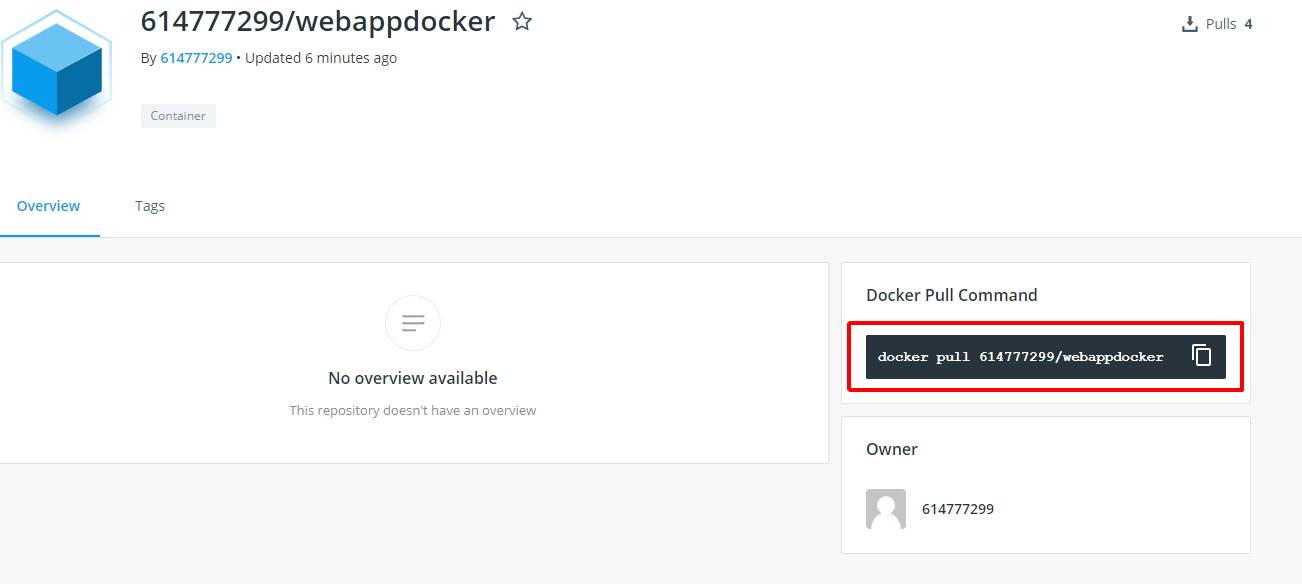 614777299/webappdocker
Pulls 4
By 614777299 • Updated 6 minutes ago
Container
Overview
Tags
No overview available
This repository doesn't have an overview
Docker Pull Command
docker pull 614777299/webappdocker
Owner
614777299